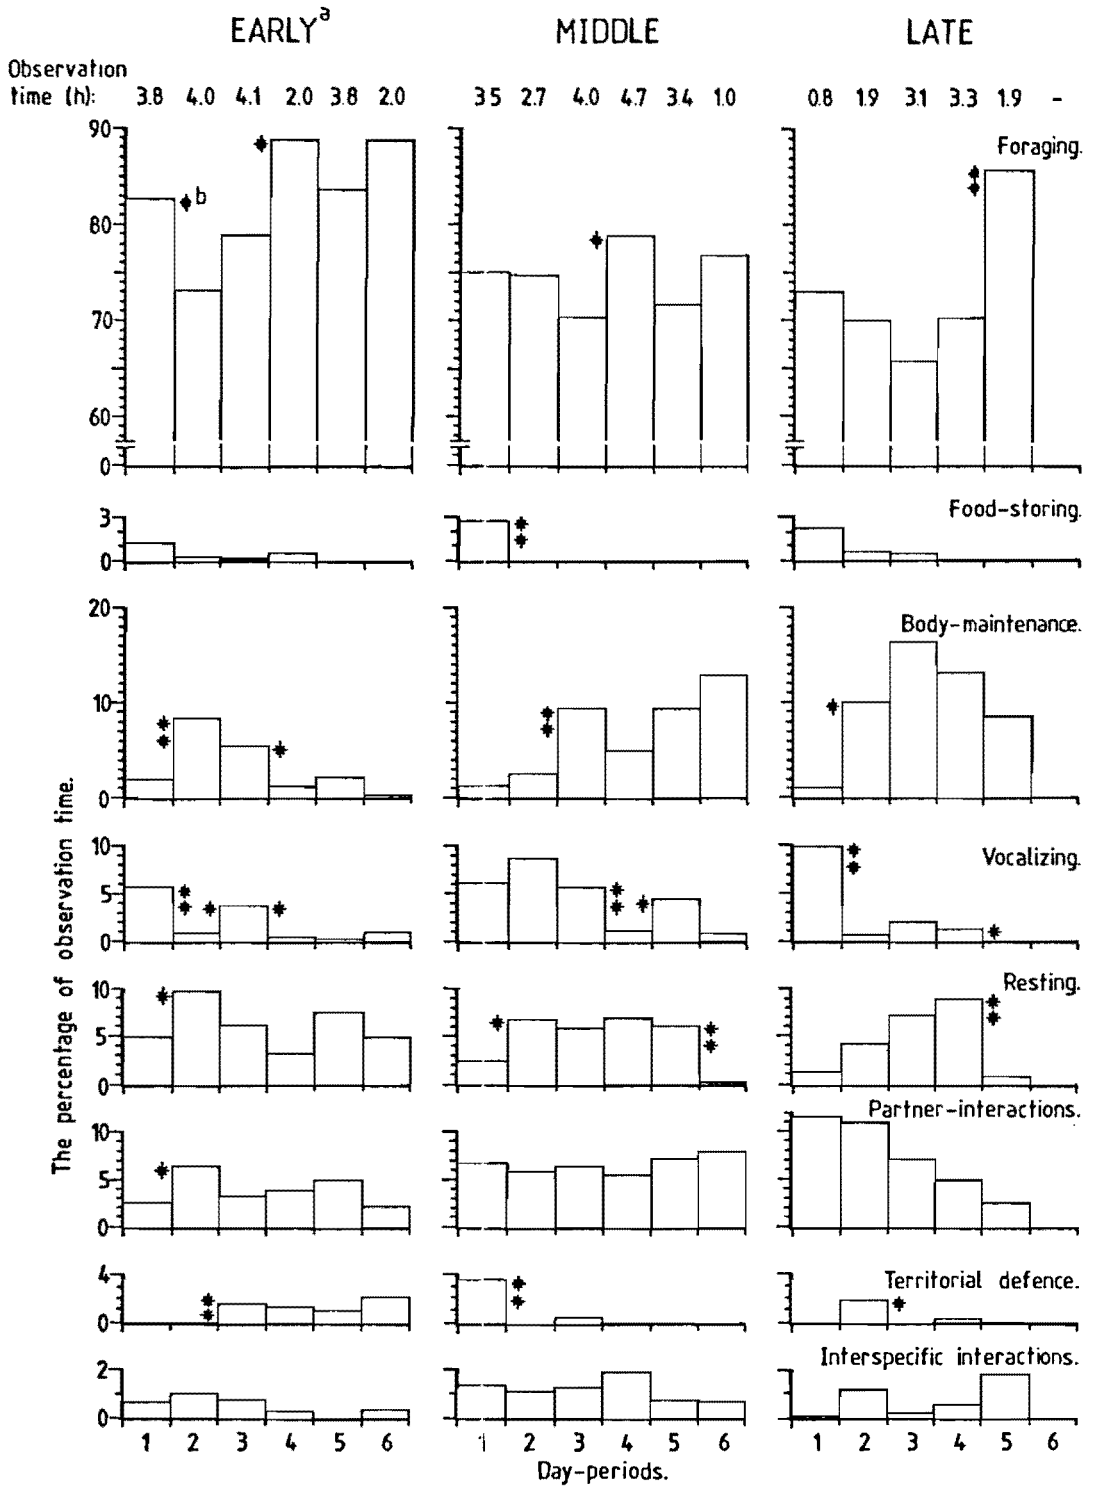 EARLYa MIDDLE LATE
Observation
time (h): 3.8 4.0 4.1 2.0 3.8 2.0 3.5 2.7 4.0 4.7 3.4 1.0 0.8 1.9 3.1 3.3 1.9 -
90
Foraging.
* * b **
80
*
70
60
0
Food-storing.
3
**
0
20
Body-maintenance.
10
** * ** *
0
10
Vocalizing.
5
** * * ** * ** *
0
Resting.
10
* * ** **
5
0
Partner-interactions.
10
*
5
0
4
Territorial defence.
** ** *
0
Interspecific interactions.
2
0
1 2 3 4 5 6 1 2 3 4 5 6 1 2 3 4 5 6
Day-periods.
The percentage of observation time.